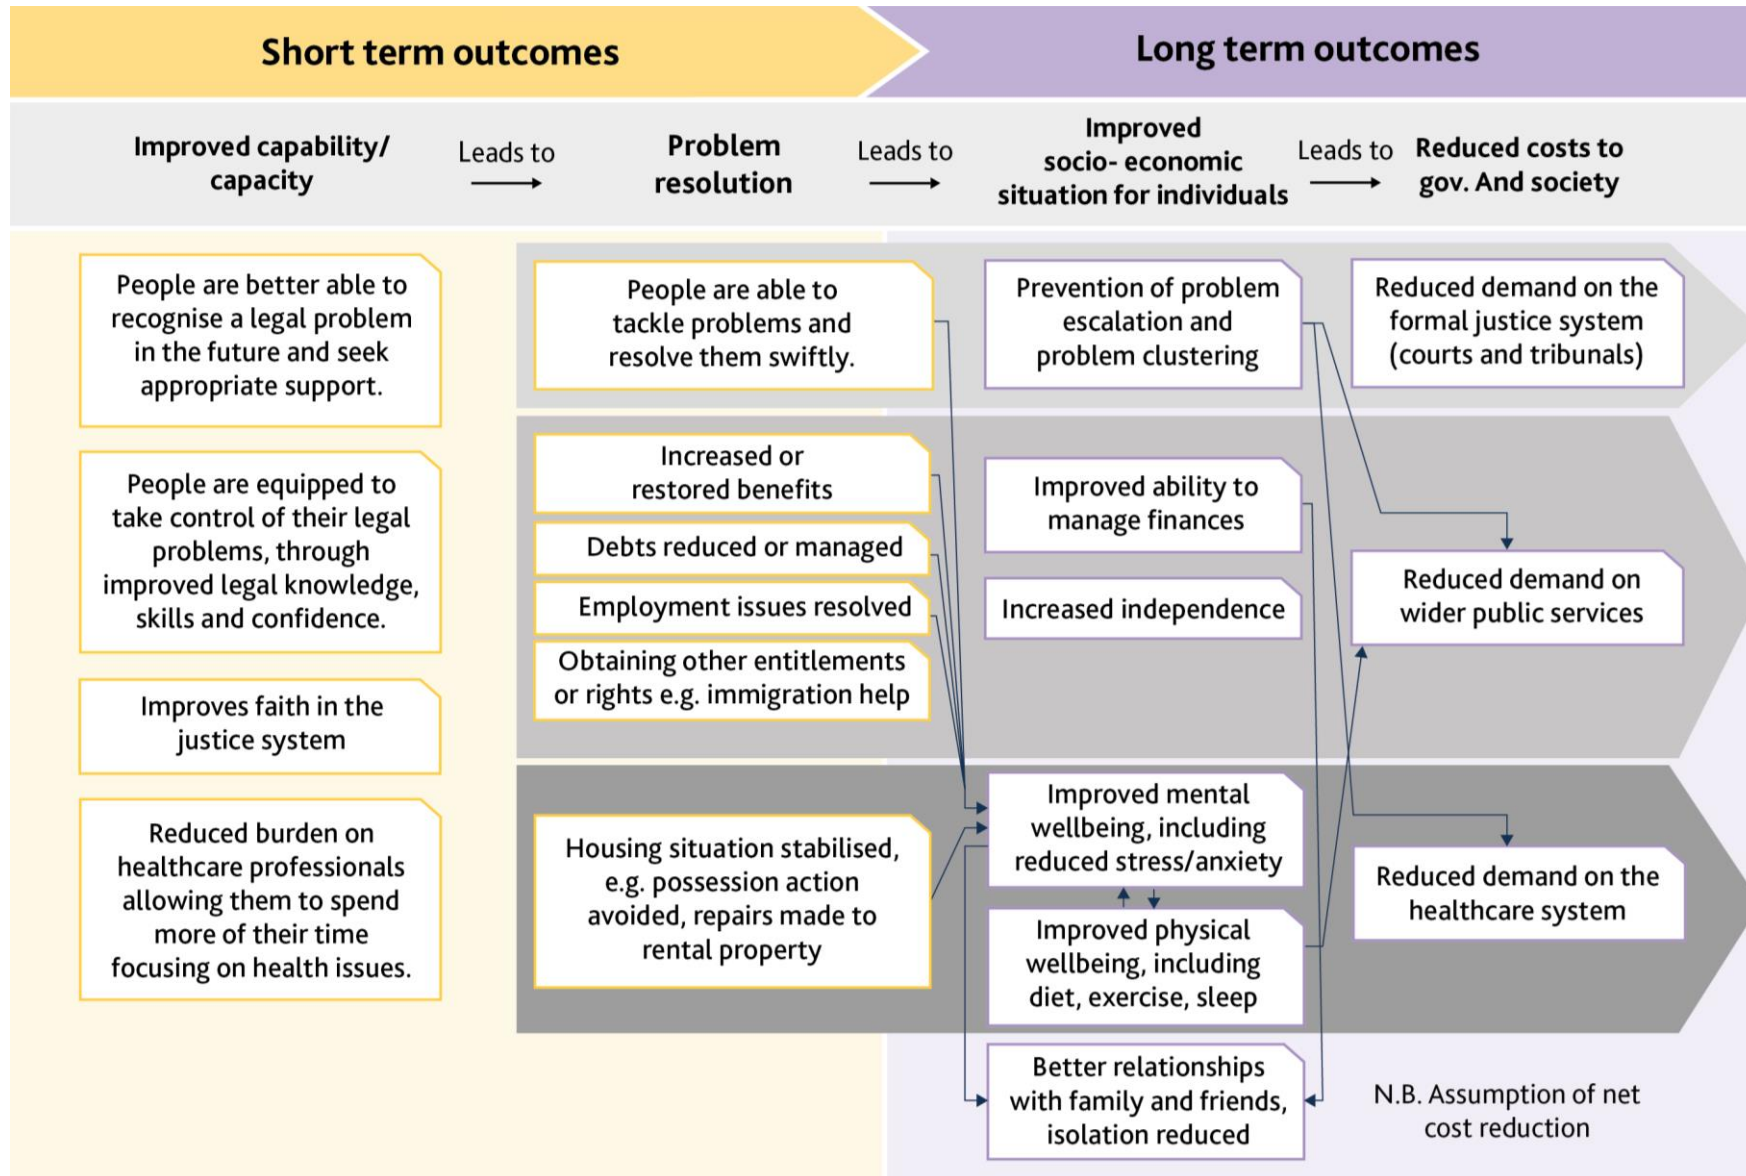 Short term outcomes
Long term outcomes
Improved capability/
capacity
Leads to
Problem
resolution
Leads to
Improved
socio- economic
situation for individuals
Leads to
Reduced costs to
gov. And society
People are better able to
recognise a legal problem
in the future and seek
appropriate support.
People are equipped to
take control of their legal
problems, through
improved legal knowledge,
skills and confidence.
Improves faith in the
justice system
Reduced burden on
healthcare professionals
allowing them to spend
more of their time
focusing on health issues.
People are able to
tackle problems and
resolve them swiftly.
Increased or
restored benefits
Debts reduced or managed
Employment issues resolved
Obtaining other entitlements
or rights e.g. immigration help
Housing situation stabilised,
e.g. possession action
avoided, repairs made to
rental property
Prevention of problem
escalation and
problem clustering
Improved ability to
manage finances
Increased independence
Improved mental
wellbeing, including
reduced stress/anxiety
Improved physical
wellbeing, including
diet, exercise, sleep
Better relationships
with family and friends,
isolation reduced
Reduced demand on the
formal justice system
(courts and tribunals)
Reduced demand on
wider public services
Reduced demand on the
healthcare system
N.B. Assumption of net
cost reduction